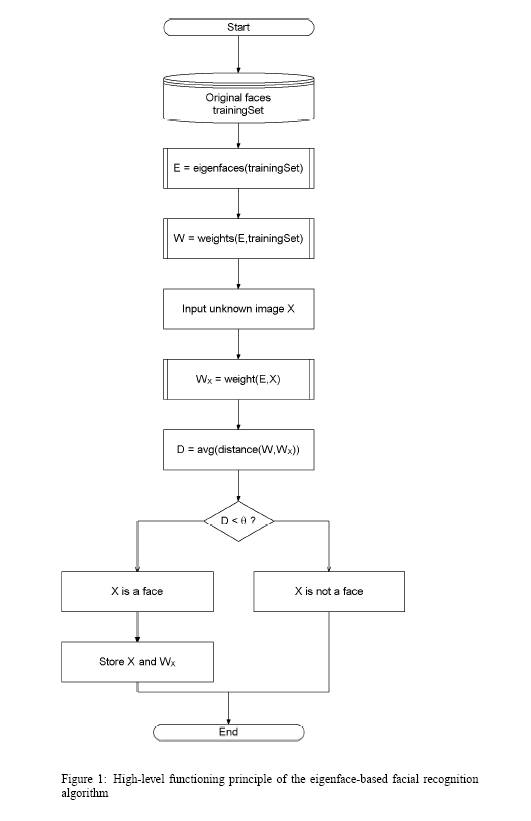 Start
Original faces
trainingSet
E = eigenfaces(trainingSet)
W = weights(E,trainingSet)
Input unknown image X
Wx = weight(E,X)
D = avg(distance(W,Wx))
D < θ ?
X is a face
X is not a face
Store X and Wx
End
Figure 1: High-level functioning principle of the eigenface-based facial recognition
algorithm